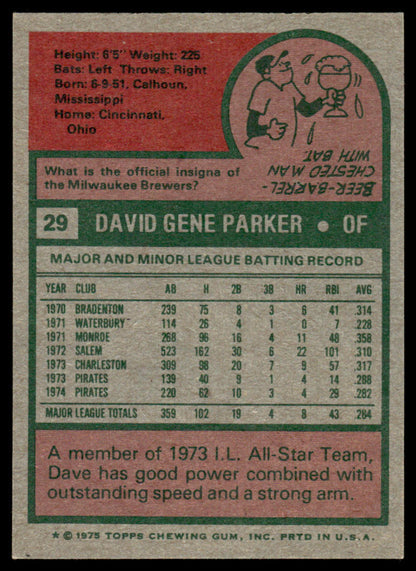 Height: 6'5" Weight: 225
Bats: Left Throws: Right
Born: 6-9-51, Calhoun,
Mississippi
Home: Cincinnati,
Ohio
What is the official insigna of
the Milwaukee Brewers?
BEER-BARREL-
CHESTED MAN
WITH BAT.
29 DAVID GENE PARKER • OF
MAJOR AND MINOR LEAGUE BATTING RECORD
YEAR CLUB AB H 2B 3B HR RBI AVG
1970 BRADENTON 239 75 8 3 6 41 .314
1971 WATERBURY 114 26 4 1 0 7 .228
1971 MONROE 268 96 16 4 11 48 .358
1972 SALEM 523 162 30 6 22 101 .310
1973 CHARLESTON 309 98 20 7 9 57 .317
1973 PIRATES 139 40 9 1 4 14 .288
1974 PIRATES 220 62 10 3 4 29 .282
MAJOR LEAGUE TOTALS 359 102 19 4 8 43 .284
A member of 1973 I.L. All-Star Team,
Dave has good power combined with
outstanding speed and a strong arm.
* © 1975 TOPPS CHEWING GUM, INC. PRTD IN U.S.A.